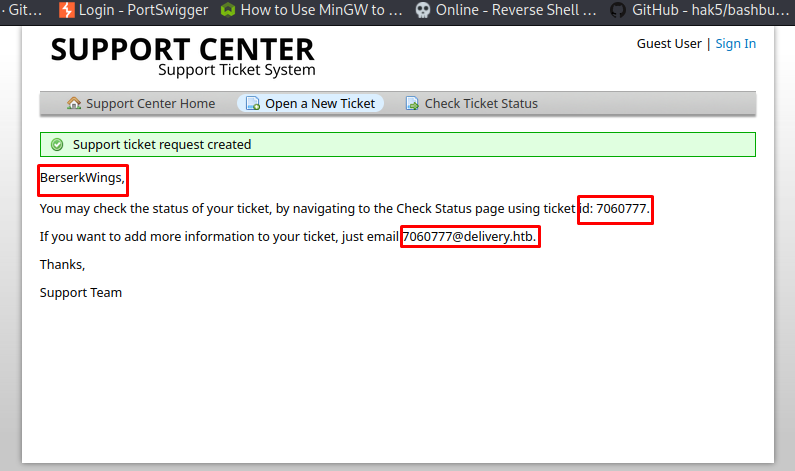 · Git… Login - PortSwigger How to Use MinGW to … Online - Reverse Shell … GitHub - hak5/bashbu…
SUPPORT CENTER
Support Ticket System
Guest User | Sign In
Support Center Home Open a New Ticket Check Ticket Status
Support ticket request created
BerserkWings,
You may check the status of your ticket, by navigating to the Check Status page using ticket id: 7060777.
If you want to add more information to your ticket, just email 7060777@delivery.htb.
Thanks,
Support Team